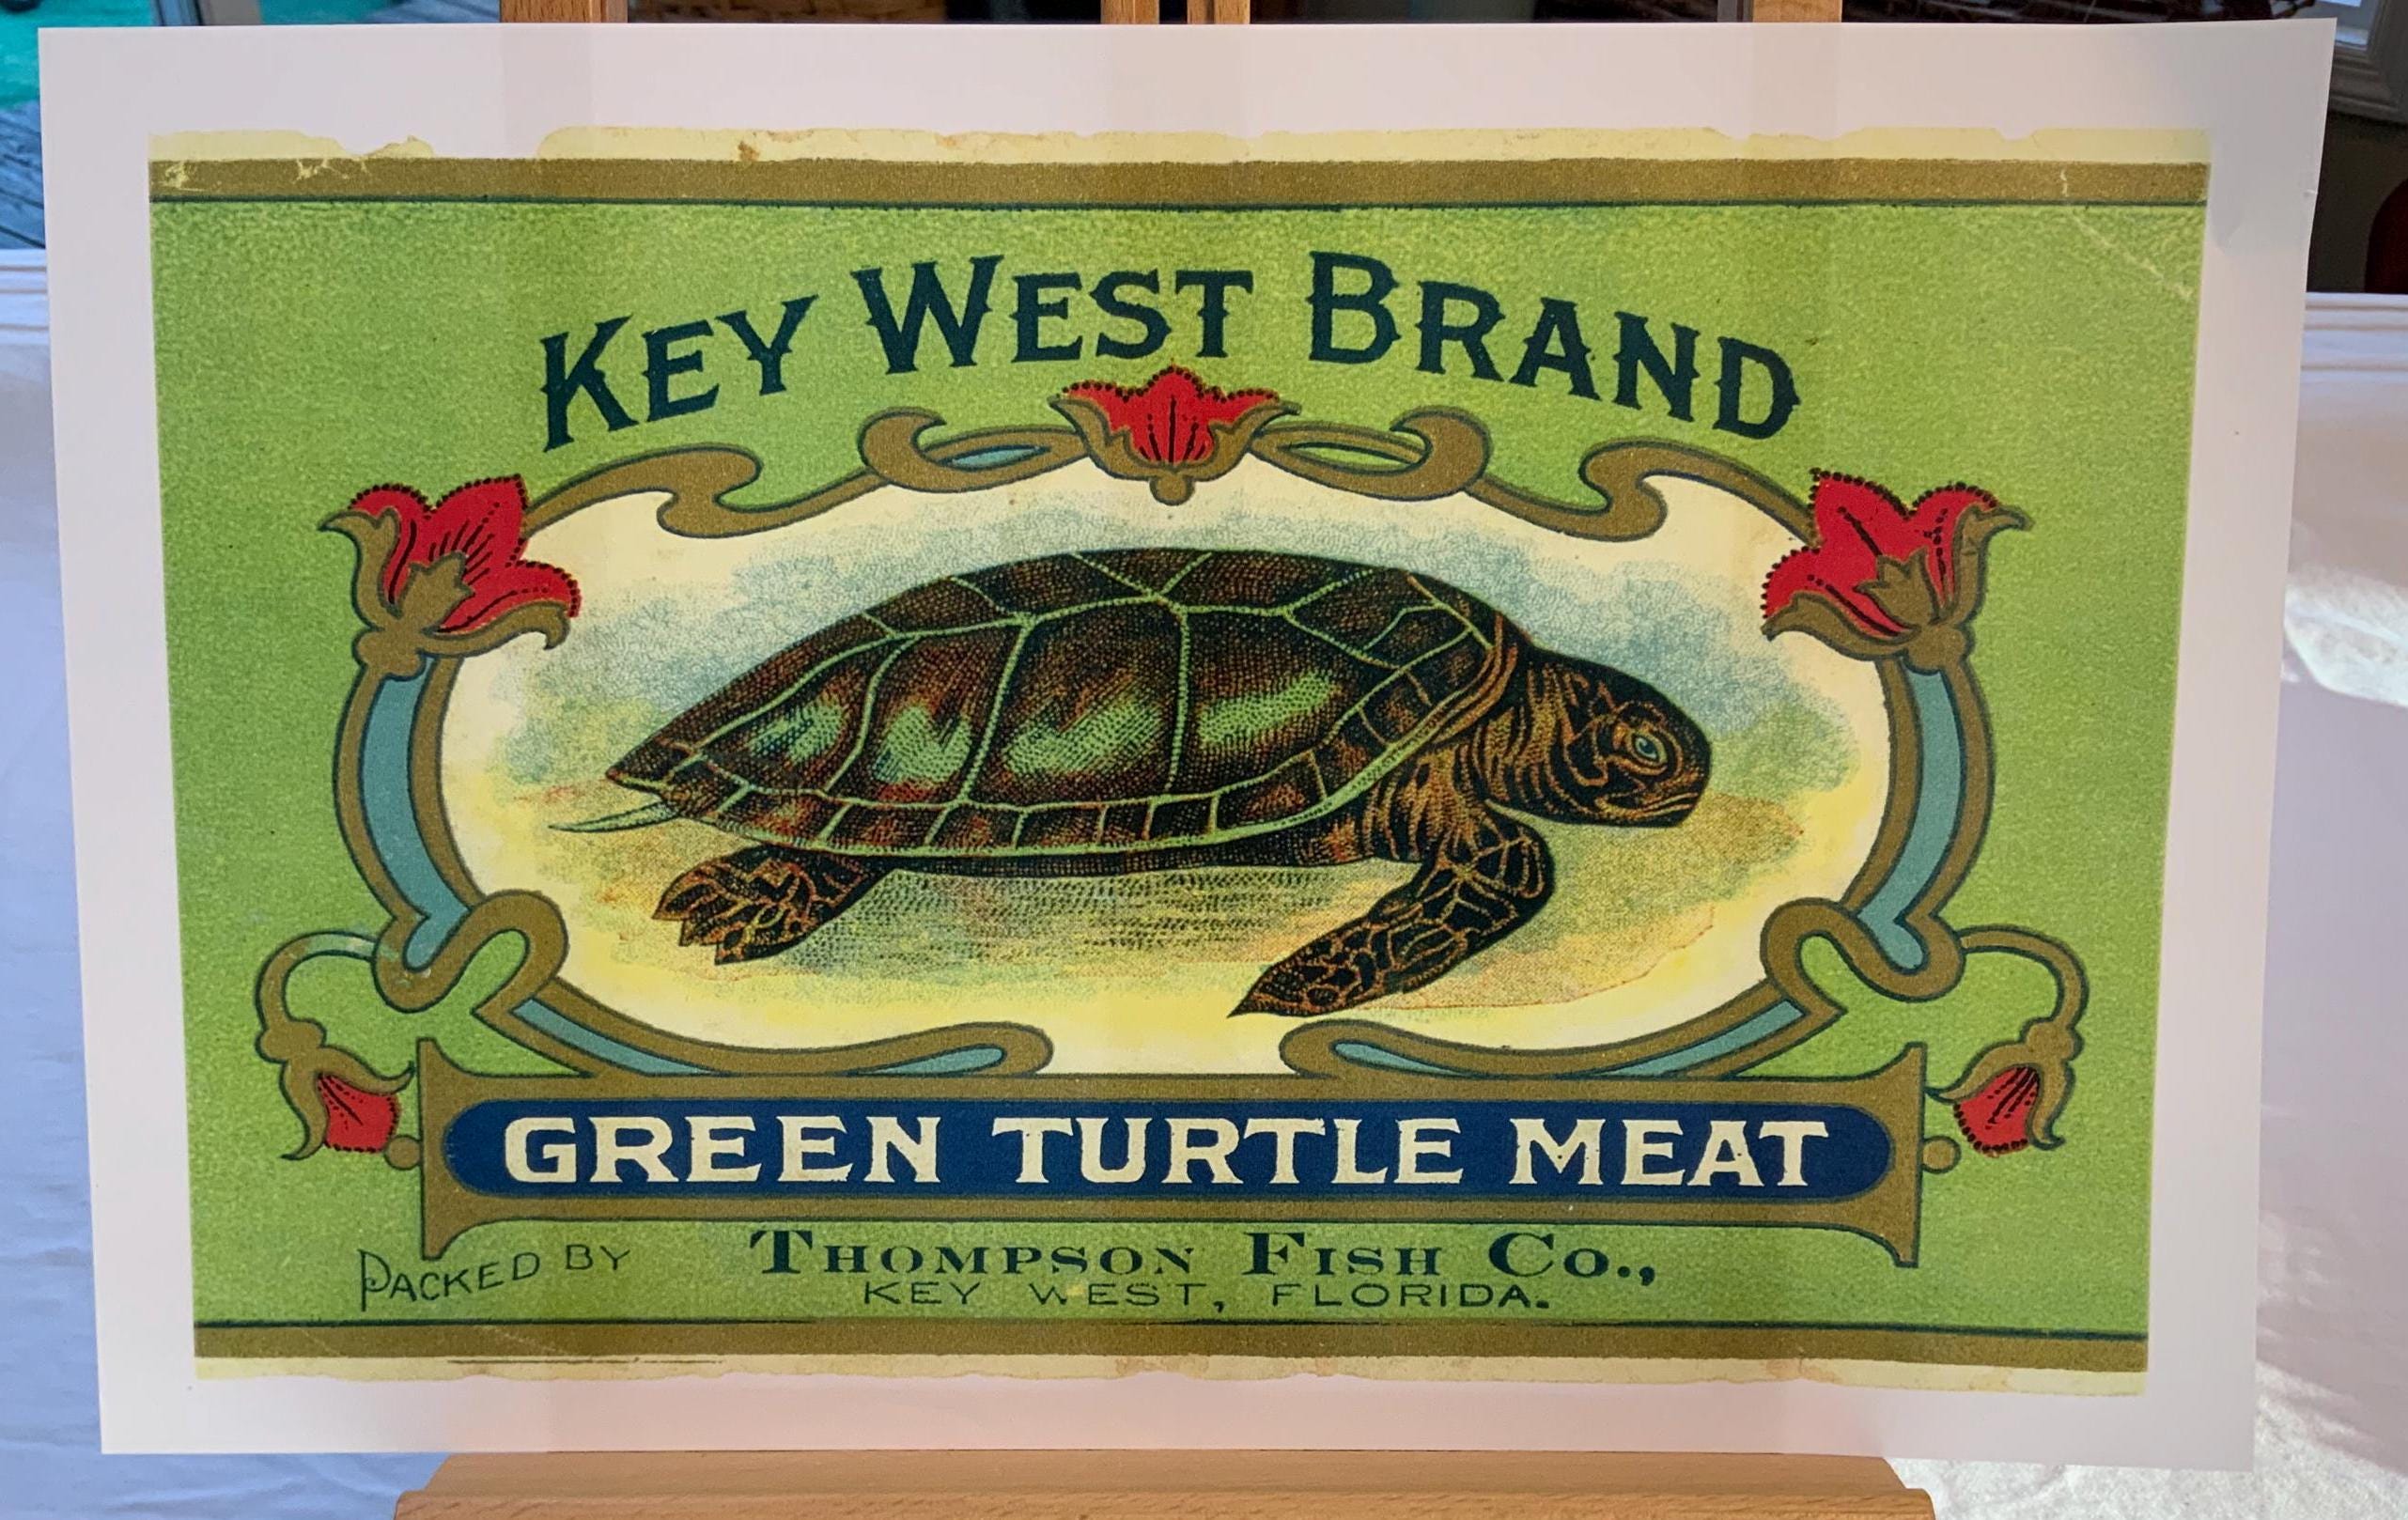 KEY WEST BRAND
GREEN TURTLE MEAT
PACKED BY THOMPSON FISH CO.,
KEY WEST, FLORIDA.